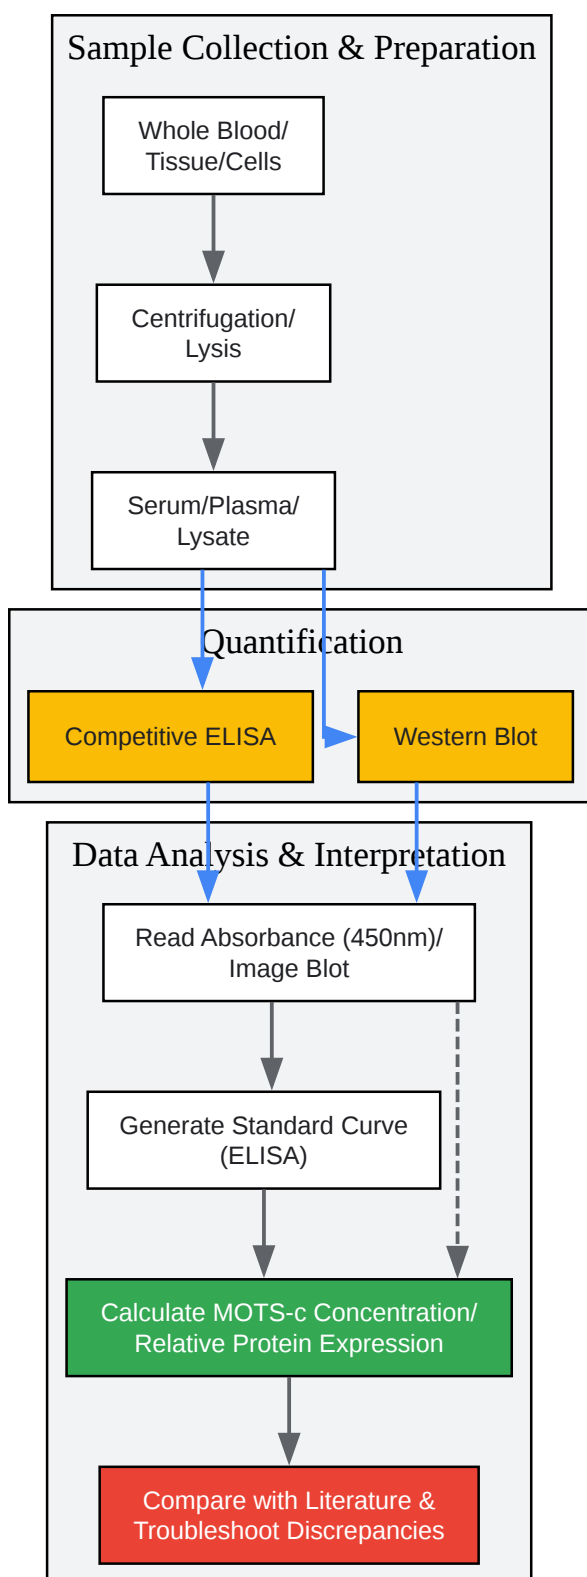 Sample Collection & Preparation
Whole Blood/
Tissue/Cells
Centrifugation/
Lysis
Serum/Plasma/
Lysate
Quantification
Competitive ELISA
Western Blot
Data Analysis & Interpretation
Read Absorbance (450nm)/
Image Blot
Generate Standard Curve
(ELISA)
Calculate MOTS-c Concentration/
Relative Protein Expression
Compare with Literature &
Troubleshoot Discrepancies